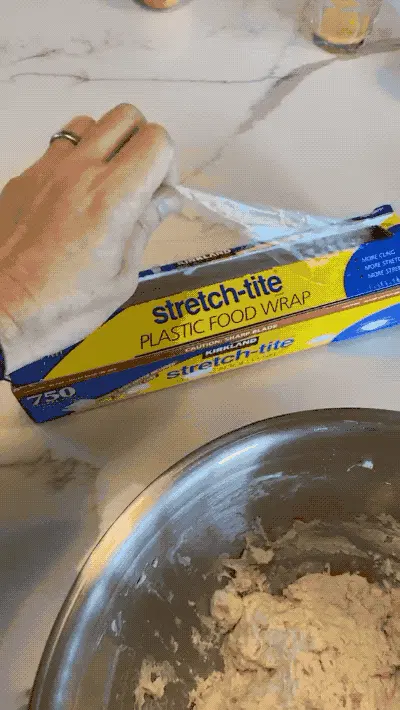 KIRKLAND
stretch-tite®
PLASTIC FOOD WRAP
MORE CLING
MORE STRETCH
MORE STRENGTH
CAUTION: SHARP BLADE
KIRKLAND
stretch-tite
750